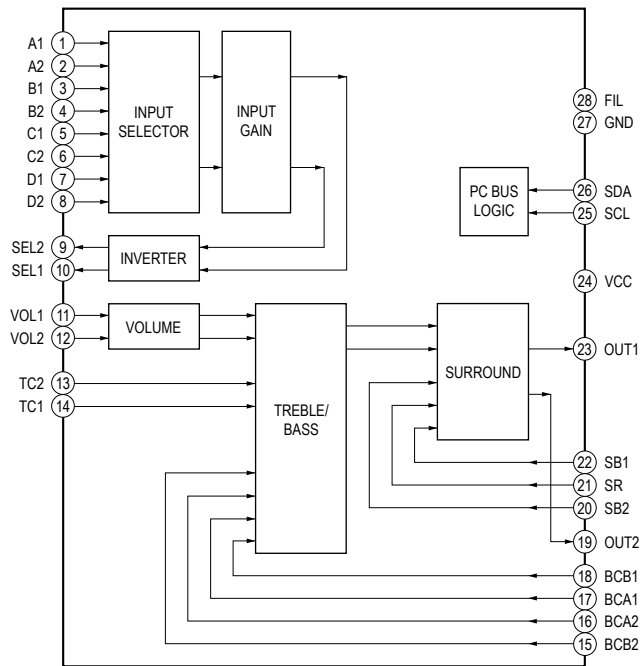 A1 1
A2 2
B1 3
B2 4
C1 5
C2 6
D1 7
D2 8
SEL2 9
SEL1 10
VOL1 11
VOL2 12
TC2 13
TC1 14
INPUT
SELECTOR
INPUT
GAIN
INVERTER
VOLUME
TREBLE/
BASS
PC BUS
LOGIC
SURROUND
28 FIL
27 GND
26 SDA
25 SCL
24 VCC
23 OUT1
22 SB1
21 SR
20 SB2
19 OUT2
18 BCB1
17 BCA1
16 BCA2
15 BCB2